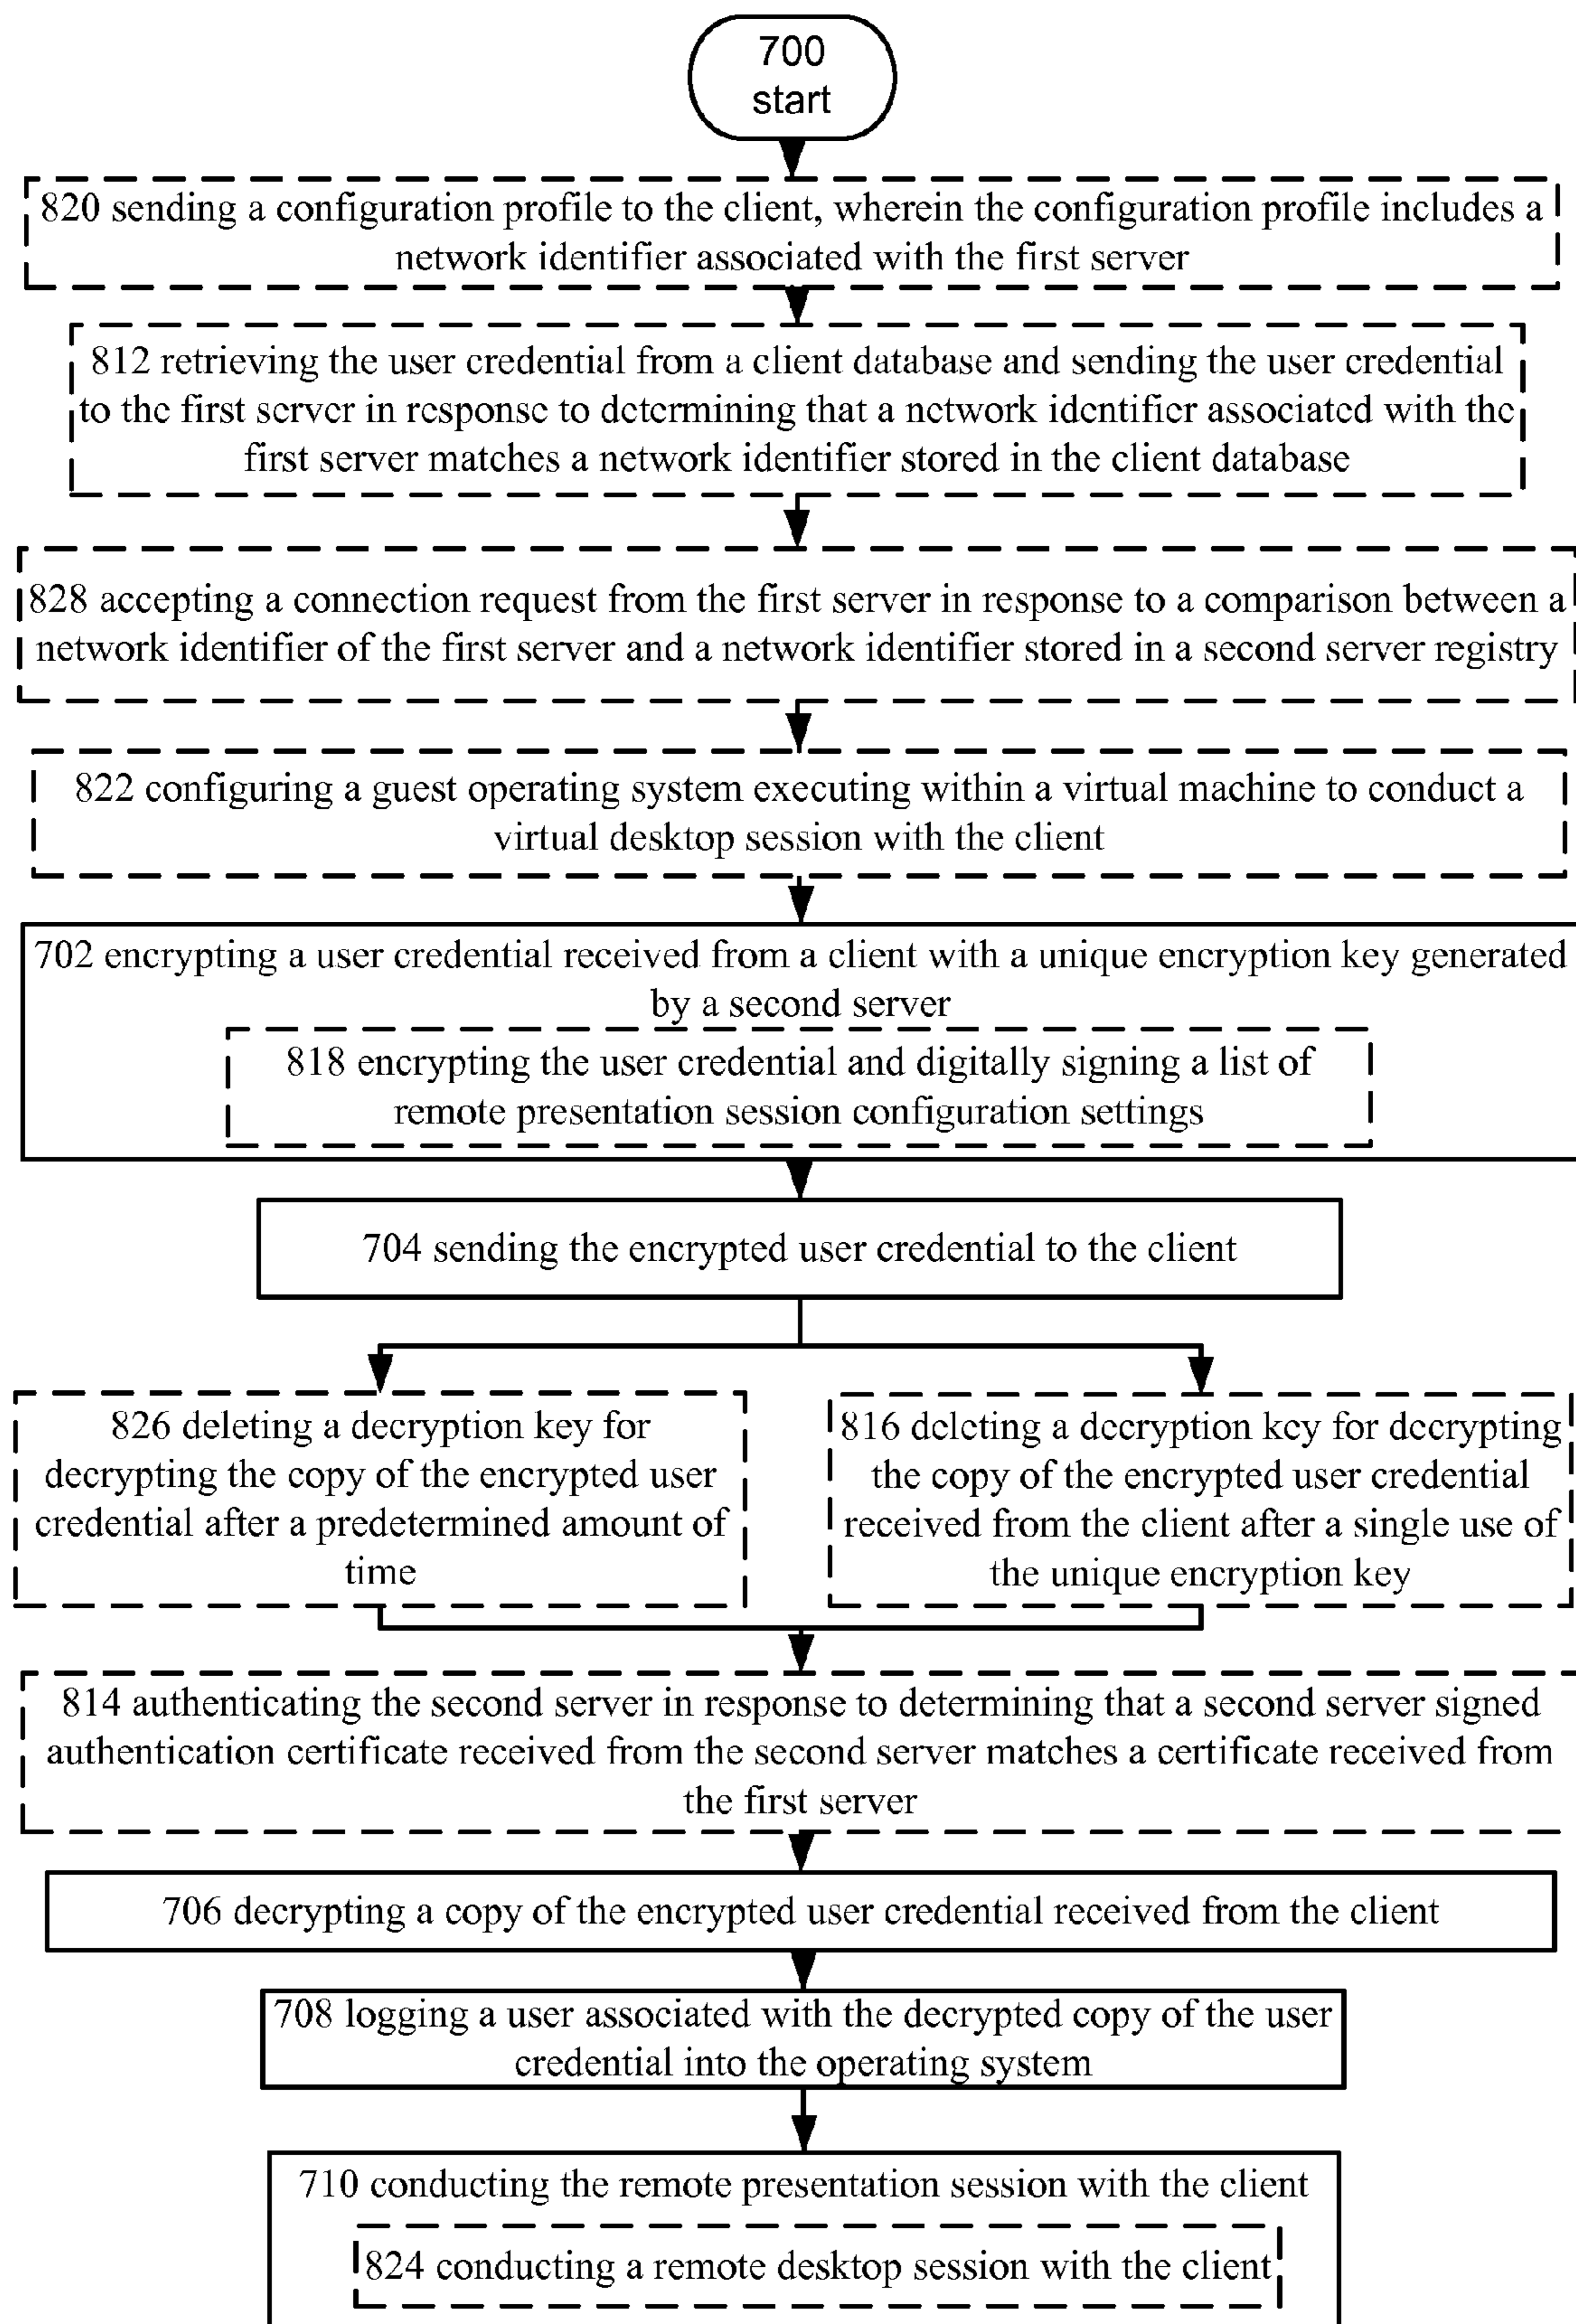 700
start
820 sending a configuration profile to the client, wherein the configuration profile includes a
network identifier associated with the first server
812 retrieving the user credential from a client database and sending the user credential
to the first server in response to determining that a network identifier associated with the
first server matches a network identifier stored in the client database
828 accepting a connection request from the first server in response to a comparison between a
network identifier of the first server and a network identifier stored in a second server registry
822 configuring a guest operating system executing within a virtual machine to conduct a
virtual desktop session with the client
702 encrypting a user credential received from a client with a unique encryption key generated
by a second server
818 encrypting the user credential and digitally signing a list of
remote presentation session configuration settings
704 sending the encrypted user credential to the client
826 deleting a decryption key for
decrypting the copy of the encrypted user
credential after a predetermined amount of
time
816 deleting a decryption key for decrypting
the copy of the encrypted user credential
received from the client after a single use of
the unique encryption key
814 authenticating the second server in response to determining that a second server signed
authentication certificate received from the second server matches a certificate received from
the first server
706 decrypting a copy of the encrypted user credential received from the client
708 logging a user associated with the decrypted copy of the user
credential into the operating system
710 conducting the remote presentation session with the client
824 conducting a remote desktop session with the client